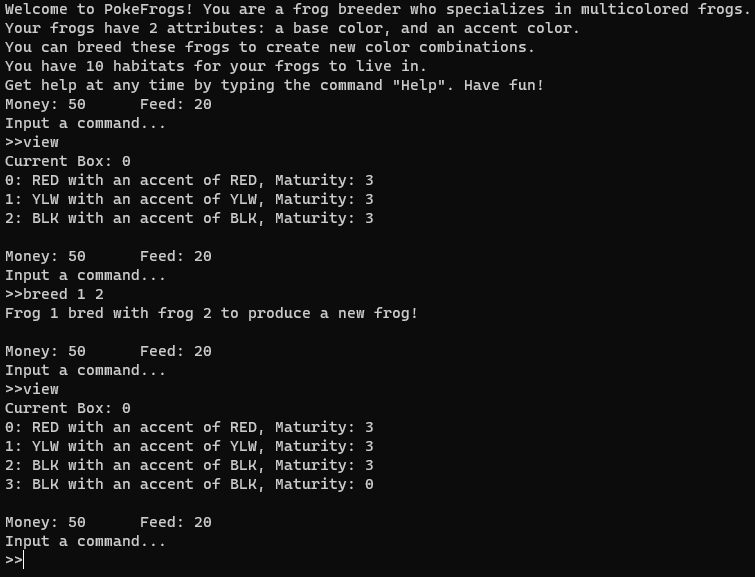 Welcome to PokeFrogs! You are a frog breeder who specializes in multicolored frogs.
Your frogs have 2 attributes: a base color, and an accent color.
You can breed these frogs to create new color combinations.
You have 10 habitats for your frogs to live in.
Get help at any time by typing the command "Help". Have fun!
Money: 50      Feed: 20
Input a command...
>>view
Current Box: 0
0: RED with an accent of RED, Maturity: 3
1: YLW with an accent of YLW, Maturity: 3
2: BLK with an accent of BLK, Maturity: 3

Money: 50      Feed: 20
Input a command...
>>breed 1 2
Frog 1 bred with frog 2 to produce a new frog!

Money: 50      Feed: 20
Input a command...
>>view
Current Box: 0
0: RED with an accent of RED, Maturity: 3
1: YLW with an accent of YLW, Maturity: 3
2: BLK with an accent of BLK, Maturity: 3
3: BLK with an accent of BLK, Maturity: 0

Money: 50      Feed: 20
Input a command...
>>